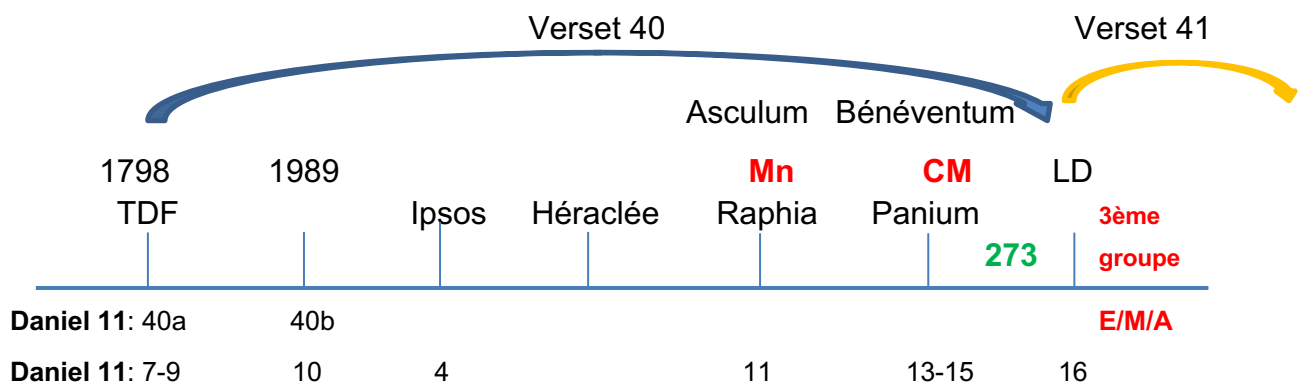 Verset 40 Verset 41
Asculum Bénéventum
1798 1989 Mn CM LD
TDF Ipsos Héraclée Raphia Panium 3ème
273 groupe
Daniel 11: 40a 40b E/M/A
Daniel 11: 7-9 10 4 11 13-15 16